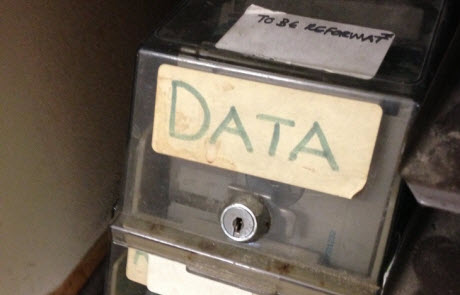 TO BE REFORMAT
DATA